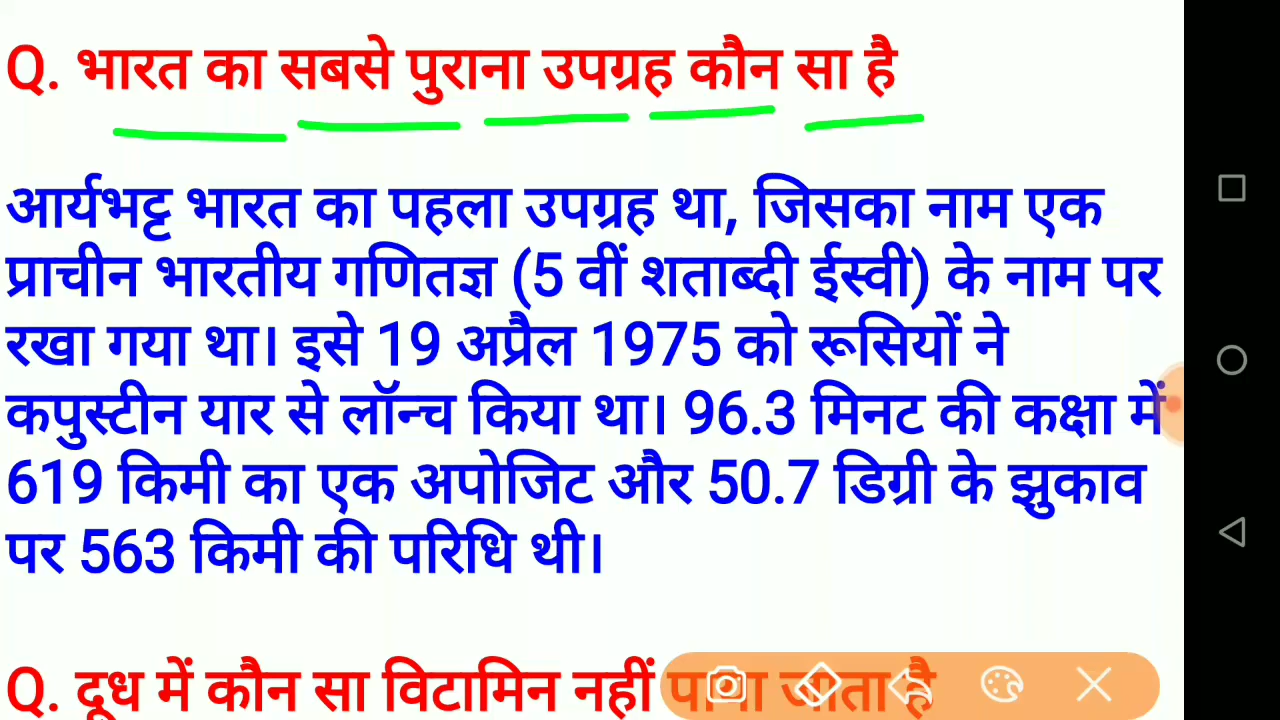 Q. भारत का सबसे पुराना उपग्रह कौन सा है
आर्यभट्ट भारत का पहला उपग्रह था, जिसका नाम एक
प्राचीन भारतीय गणितज्ञ (5 वीं शताब्दी ईस्वी) के नाम पर
रखा गया था। इसे 19 अप्रैल 1975 को रूसियों ने
कपुस्टीन यार से लॉन्च किया था। 96.3 मिनट की कक्षा में
619 किमी का एक अपोजिट और 50.7 डिग्री के झुकाव
पर 563 किमी की परिधि थी।
Q. दूध में कौन सा विटामिन नहीं पाया जाता है